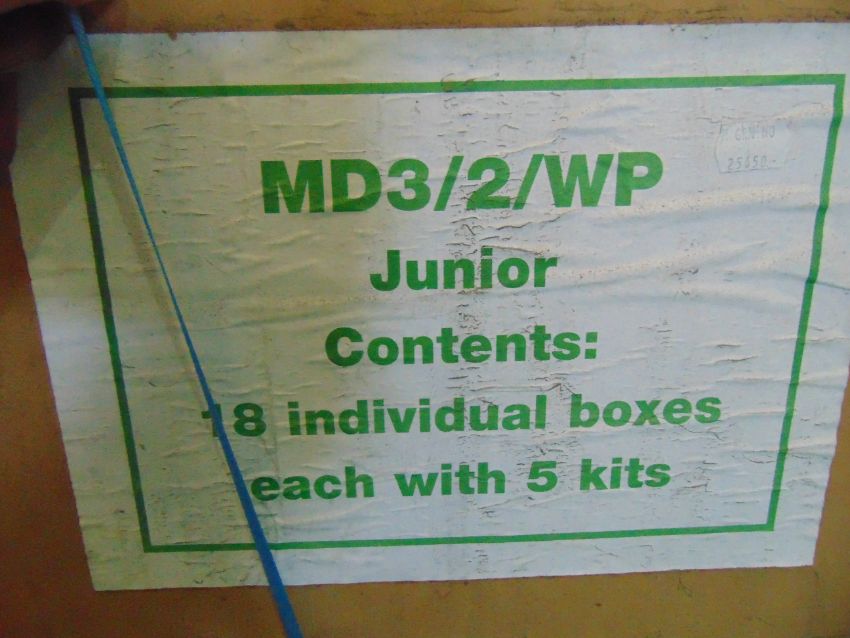 MD3/2/WP
Junior
Contents:
18 individual boxes
each with 5 kits